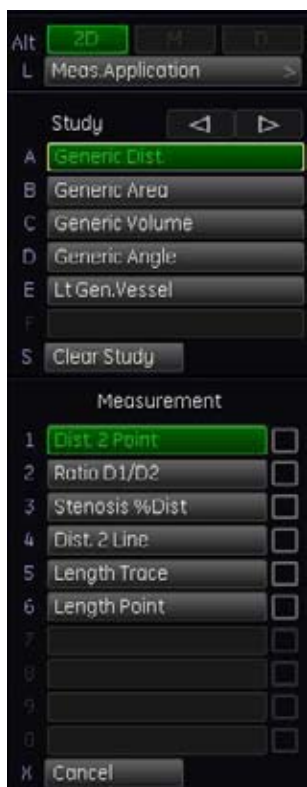 Alt 2D M D
L Meas.Application >
Study
A Generic Dist.
B Generic Area
C Generic Volume
D Generic Angle
E Lt Gen.Vessel
F
S Clear Study
Measurement
1 Dist. 2 Point
2 Ratio D1/D2
3 Stenosis %Dist
4 Dist. 2 Line
5 Length Trace
6 Length Point
7
8
9
0
X Cancel